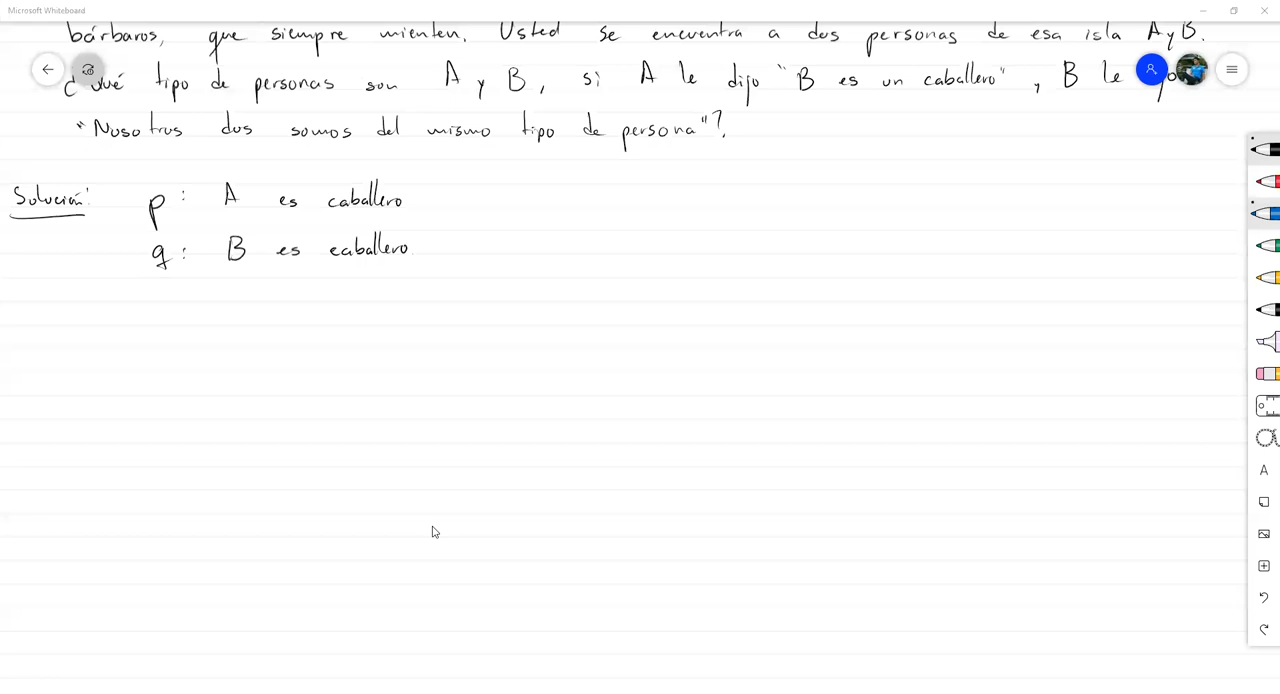 Microsoft Whiteboard
bárbaros, que siempre mienten. Usted se encuentra a dos personas de esa isla A y B.
tipo de personas son A y B, si A le dijo "B es un caballero", B le
"Nosotros dos somos del mismo tipo de persona"?
Solución: p: A es caballero
q: B es caballero
A